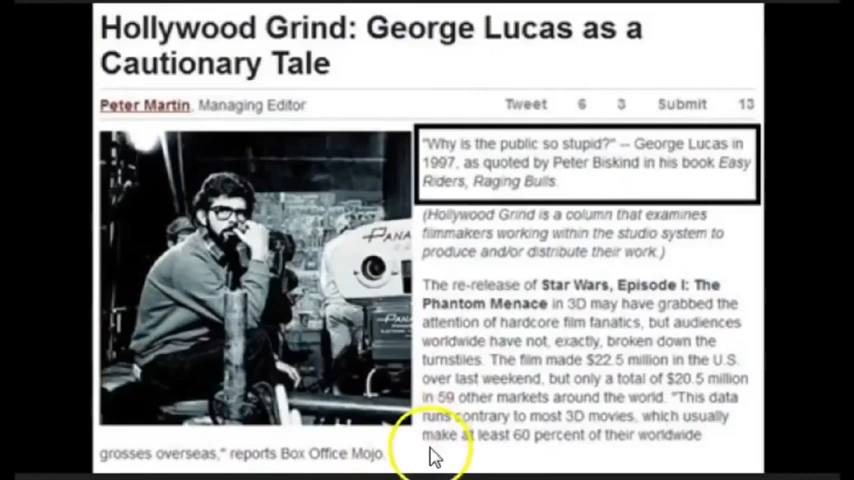 Hollywood Grind: George Lucas as a
Cautionary Tale
Peter Martin, Managing Editor
Tweet 6 3 Submit 13
"Why is the public so stupid?" -- George Lucas in
1997, as quoted by Peter Biskind in his book Easy
Riders, Raging Bulls.
(Hollywood Grind is a column that examines
filmmakers working within the studio system to
produce and/or distribute their work.)
The re-release of Star Wars, Episode I: The
Phantom Menace in 3D may have grabbed the
attention of hardcore film fanatics, but audiences
worldwide have not, exactly, broken down the
turnstiles. The film made $22.5 million in the U.S.
over last weekend, but only a total of $20.5 million
in 59 other markets around the world. "This data
runs contrary to most 3D movies, which usually
make at least 60 percent of their worldwide
grosses overseas," reports Box Office Mojo.
PANA